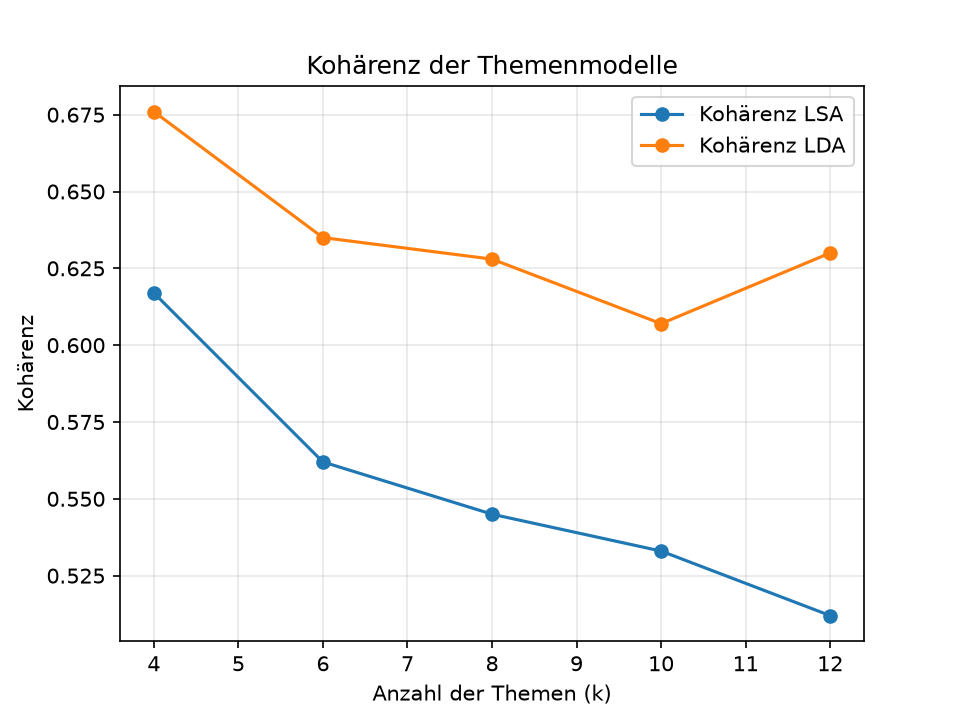 Kohärenz der Themenmodelle
Kohärenz LSA
Kohärenz LDA
0.675
0.650
0.625
0.600
0.575
0.550
0.525
Kohärenz
4 5 6 7 8 9 10 11 12
Anzahl der Themen (k)